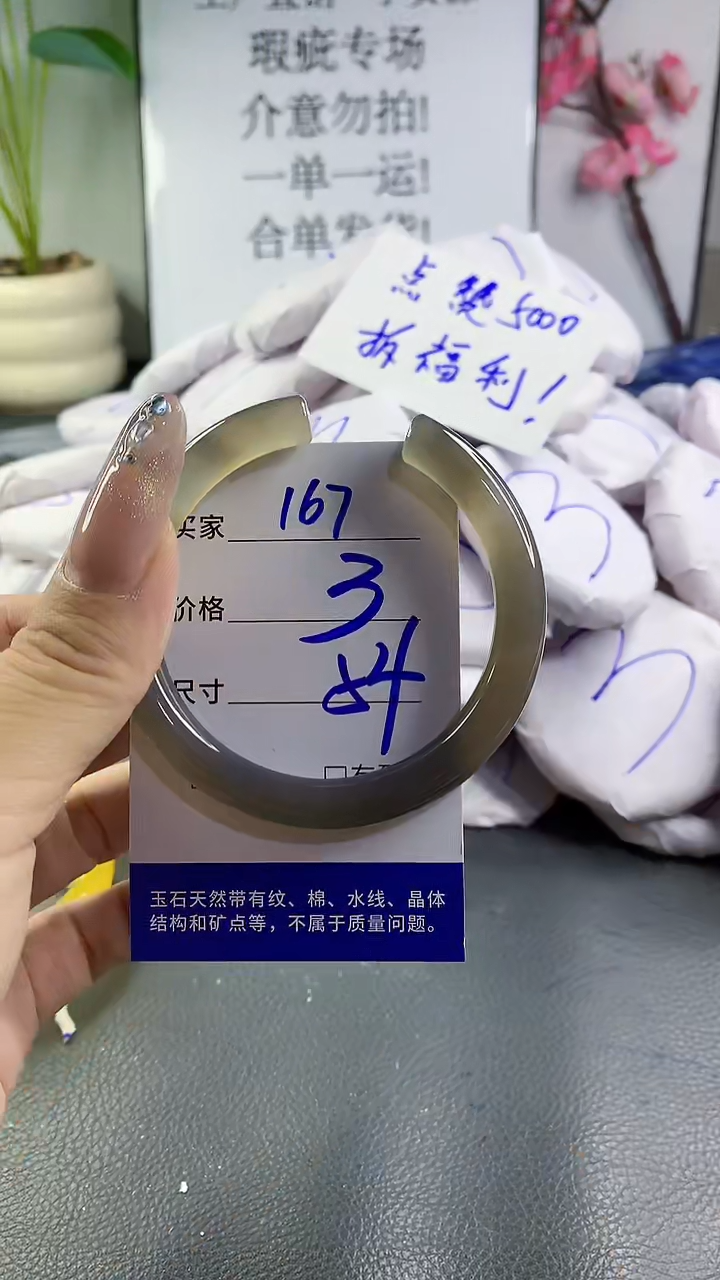 瑕疵专场
介意勿拍!
一单一运!
合单发货!
点赞5000
拆福利!
买家 167
价格 3
尺寸 54
玉石天然带有纹、棉、水线、晶体
结构和矿点等，不属于质量问题。
3
3